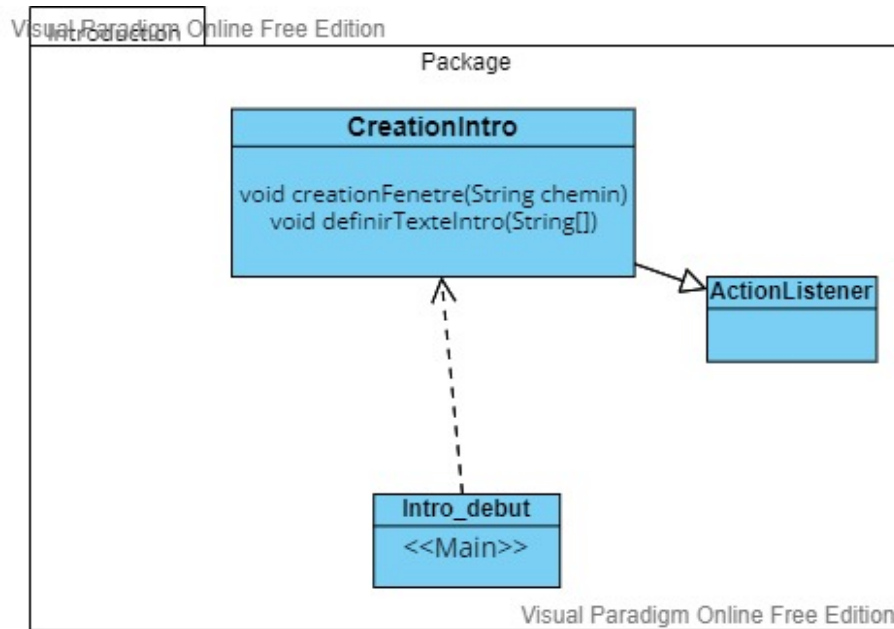 Visual Paradigm Online Free Edition
Introduction
Package
CreationIntro
void creationFenetre(String chemin)
void definirTexteIntro(String[])
ActionListener
Intro_debut
<<Main>>
Visual Paradigm Online Free Edition